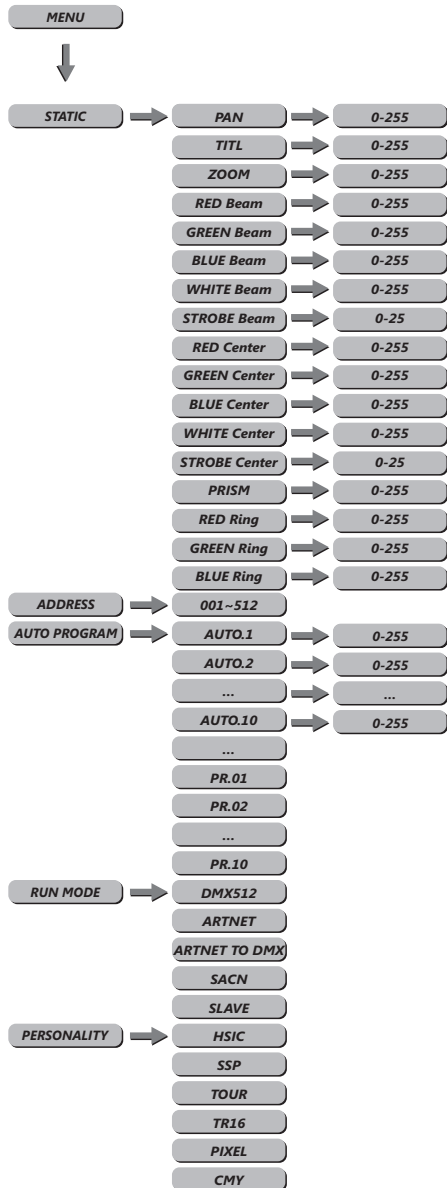 MENU
STATIC PAN 0-255
TITL 0-255
ZOOM 0-255
RED Beam 0-255
GREEN Beam 0-255
BLUE Beam 0-255
WHITE Beam 0-255
STROBE Beam 0-25
RED Center 0-255
GREEN Center 0-255
BLUE Center 0-255
WHITE Center 0-255
STROBE Center 0-25
PRISM 0-255
RED Ring 0-255
GREEN Ring 0-255
BLUE Ring 0-255
ADDRESS 001~512
AUTO PROGRAM AUTO.1 0-255
AUTO.2 0-255
... ...
AUTO.10 0-255
...
PR.01
PR.02
...
PR.10
RUN MODE DMX512
ARTNET
ARTNET TO DMX
SACN
SLAVE
PERSONALITY HSIC
SSP
TOUR
TR16
PIXEL
CMY